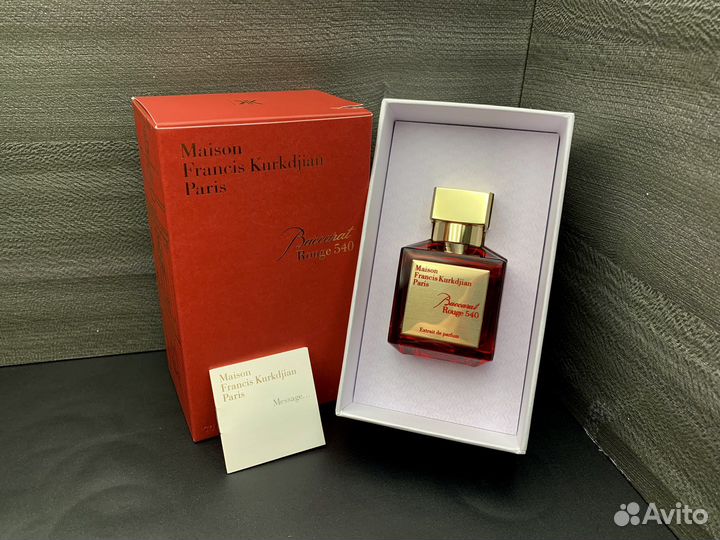 Maison
Francis Kurkdjian
Paris
Baccarat
Rouge 540
Maison
Francis Kurkdjian
Paris
Baccarat
Rouge 540
Extrait de parfum
Maison
Francis Kurkdjian
Paris
Message...
Avito